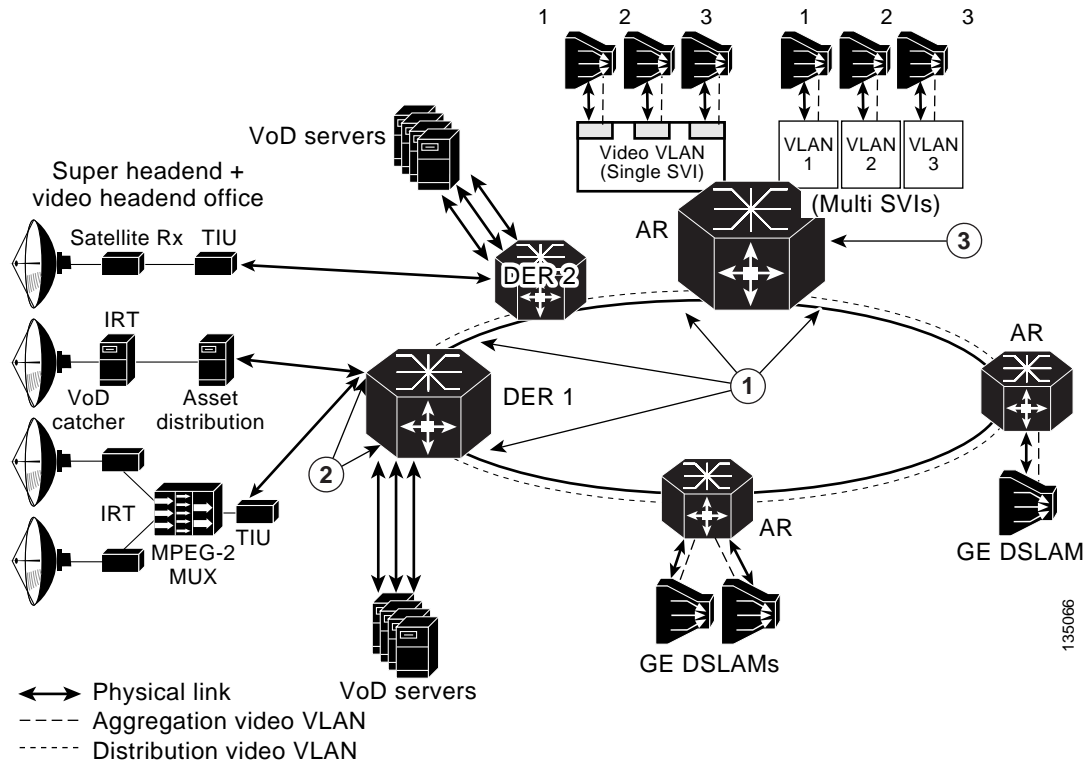 1 2 3 1 2 3
VoD servers
Video VLAN
(Single SVI)
VLAN
1
VLAN
2
VLAN
3
(Multi SVIs)
Super headend +
video headend office
Satellite Rx TIU
DER 2
AR
3
IRT
VoD
catcher
Asset
distribution
DER 1
1
AR
2
IRT
MPEG-2
MUX
TIU
AR
GE DSLAM
GE DSLAMs
VoD servers
135066
Physical link
Aggregation video VLAN
Distribution video VLAN